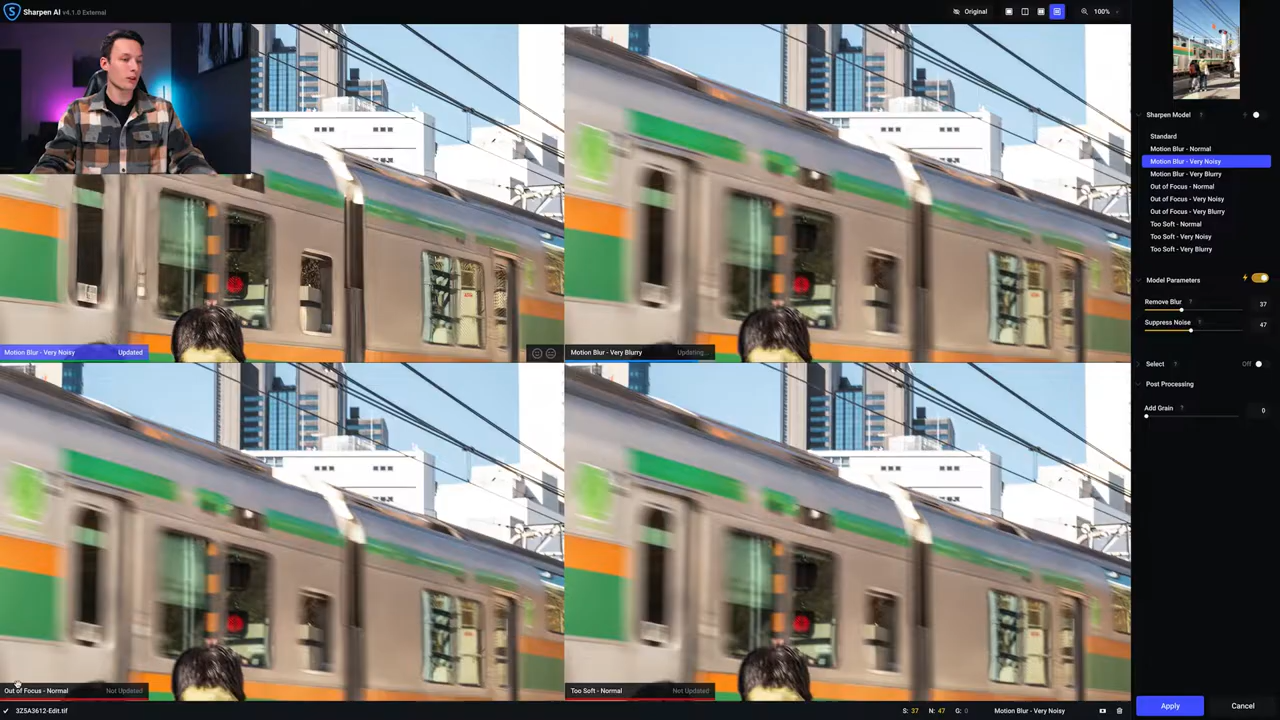 Sharpen AI v4.1.0 External
Original
100%
Sharpen Model ?
Standard
Motion Blur - Normal
Motion Blur - Very Noisy
Motion Blur - Very Blurry
Out of Focus - Normal
Out of Focus - Very Noisy
Out of Focus - Very Blurry
Too Soft - Normal
Too Soft - Very Noisy
Too Soft - Very Blurry
Model Parameters
Remove Blur ? 37
Suppress Noise ? 47
Select ? Off
Post Processing
Add Grain ? 0
Motion Blur - Very Noisy Updated
Motion Blur - Very Blurry Updating...
Out of Focus - Normal Not Updated
Too Soft - Normal Not Updated
3Z5A3612-Edit.tif
S: 37 N: 47 G: 0 Motion Blur - Very Noisy
Apply Cancel